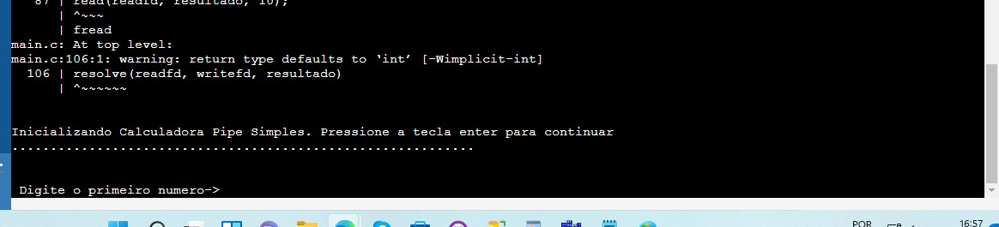 87 | read(readfd, resultado, 10);
| ^~~~
| fread
main.c: At top level:
main.c:106:1: warning: return type defaults to ‘int’ [-Wimplicit-int]
106 | resolve(readfd, writefd, resultado)
| ^~~~~~~
Inicializando Calculadora Pipe Simples. Pressione a tecla enter para continuar
............................................................
Digite o primeiro numero->
POR
16:57